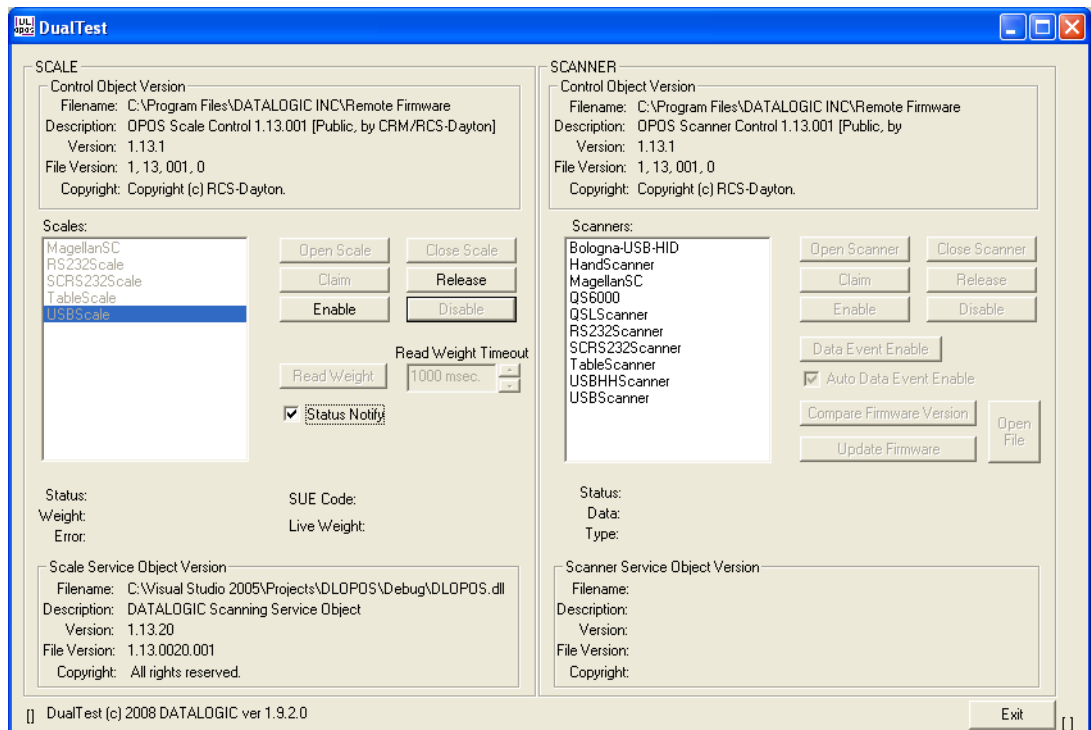 JUL
opos
DualTest
SCALE
Control Object Version
Filename: C:\Program Files\DATALOGIC INC\Remote Firmware
Description: OPOS Scale Control 1.13.001 [Public, by CRM/RCS-Dayton]
Version: 1.13.1
File Version: 1, 13, 001, 0
Copyright: Copyright (c) RCS-Dayton.
Scales:
MagellanSC
RS232Scale
SCRS232Scale
TableScale
USBScale
Open Scale Close Scale
Claim Release
Enable Disable
Read Weight Timeout
Read Weight 1000 msec.
Status Notify
Status:
Weight:
Error:
SUE Code:
Live Weight:
Scale Service Object Version
Filename: C:\Visual Studio 2005\Projects\DLOPOS\Debug\DLOPOS.dll
Description: DATALOGIC Scanning Service Object
Version: 1.13.20
File Version: 1.13.0020.001
Copyright: All rights reserved.
SCANNER
Control Object Version
Filename: C:\Program Files\DATALOGIC INC\Remote Firmware
Description: OPOS Scanner Control 1.13.001 [Public, by
Version: 1.13.1
File Version: 1, 13, 001, 0
Copyright: Copyright (c) RCS-Dayton.
Scanners:
Bologna-USB-HID
HandScanner
MagellanSC
QS6000
QSLScanner
RS232Scanner
SCRS232Scanner
TableScanner
USBHHScanner
USBScanner
Open Scanner Close Scanner
Claim Release
Enable Disable
Data Event Enable
Auto Data Event Enable
Compare Firmware Version
Update Firmware
Open
File
Status:
Data:
Type:
Scanner Service Object Version
Filename:
Description:
Version:
File Version:
Copyright:
[] DualTest (c) 2008 DATALOGIC ver 1.9.2.0
Exit
[ ]